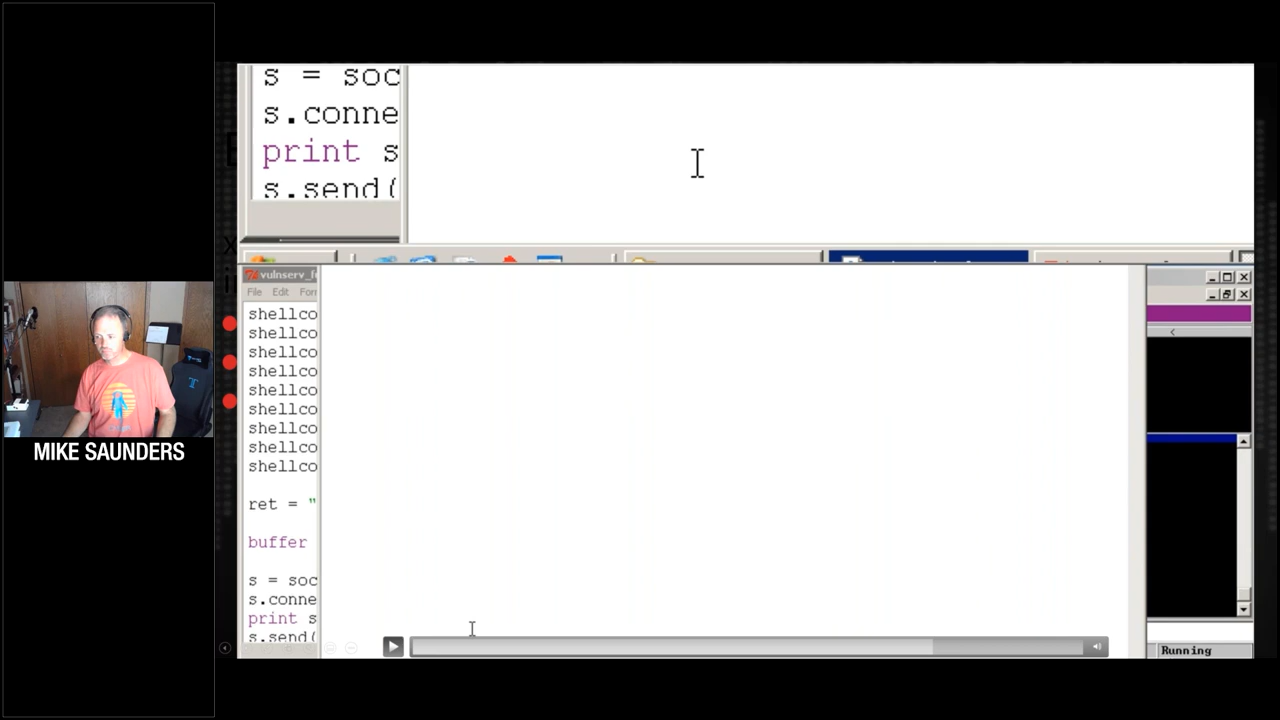 s = soc
s.conne
print s
s.send(
vulnserv_f
File Edit For
shellco
shellco
shellco
shellco
shellco
shellco
shellco
shellco
shellco
ret = "
buffer
s = soc
s.conne
print s
s.send(
Running
MIKE SAUNDERS